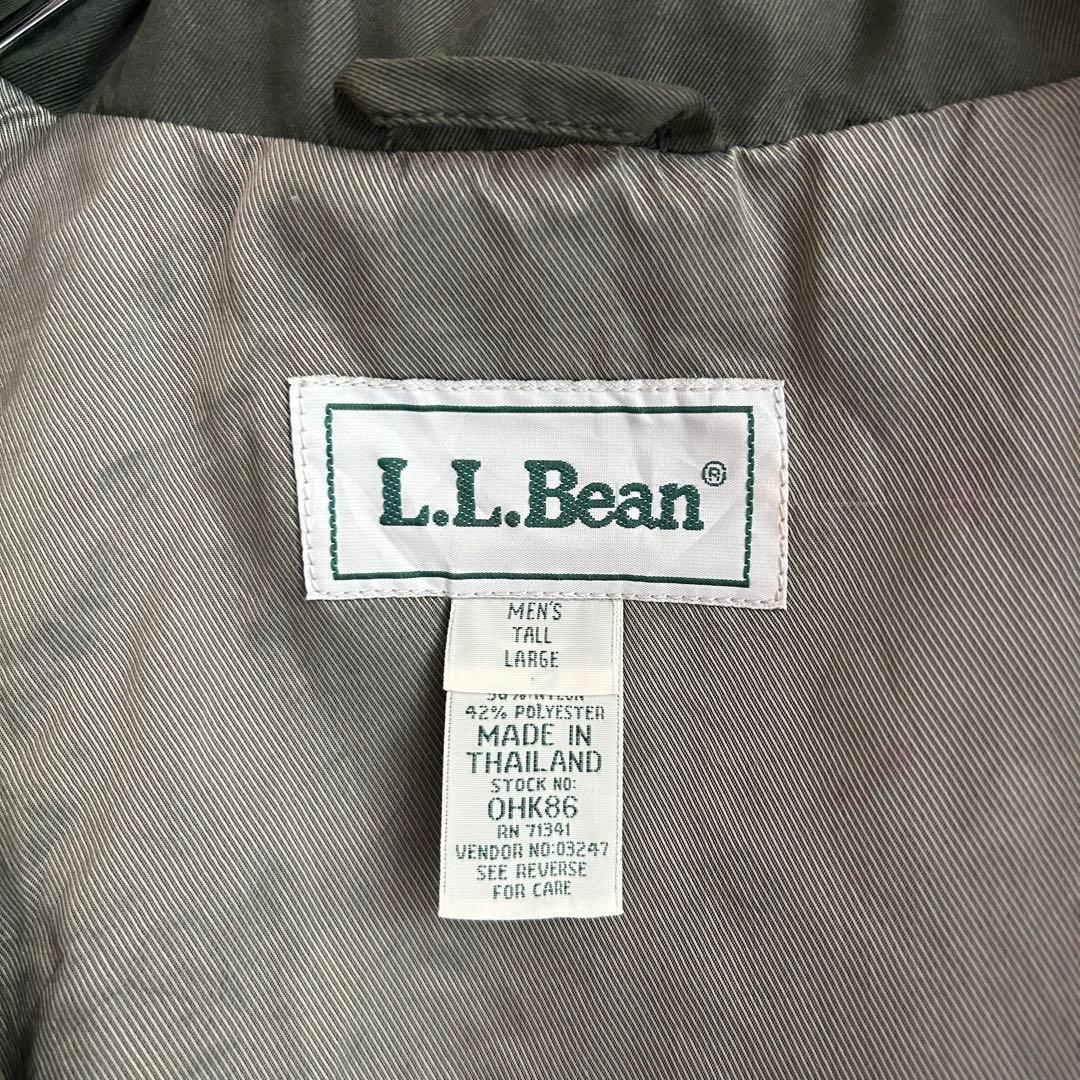 L.L.Bean®
MEN'S
TALL
LARGE
42% POLYESTER
MADE IN
THAILAND
STOCK NO:
OHK86
RN 71341
VENDOR NO:03247
SEE REVERSE
FOR CARE